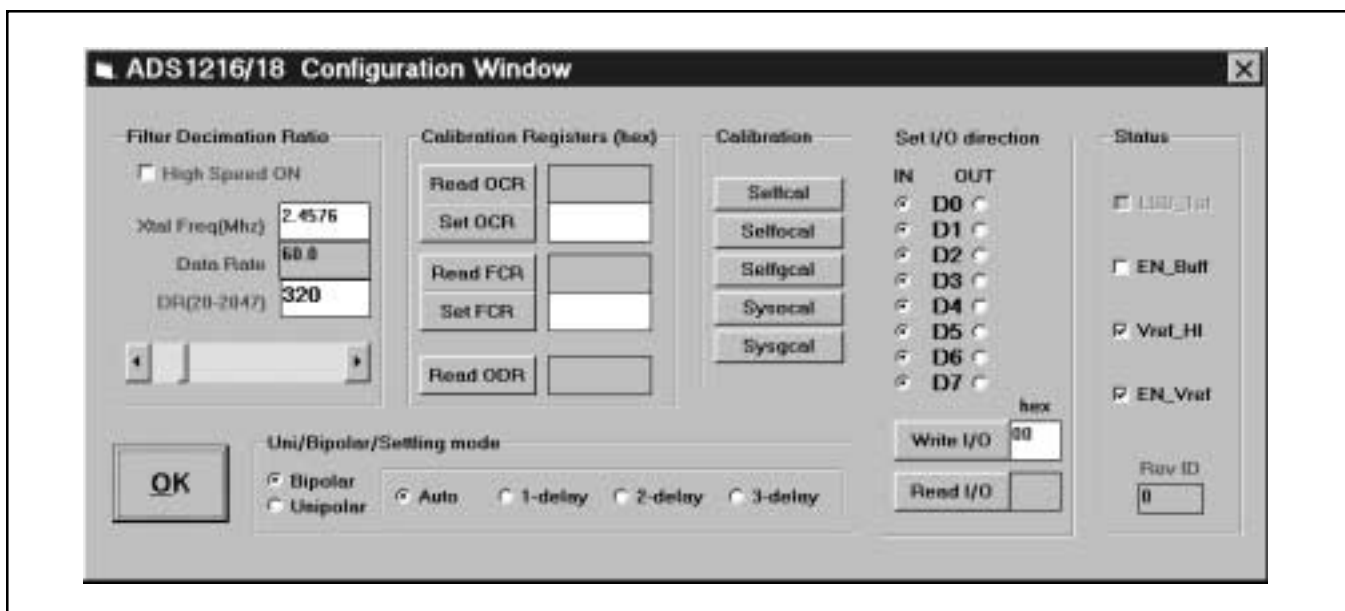 ADS1216/18 Configuration Window
Filter Decimation Ratio
High Speed ON
Xtal Freq(Mhz) 2.4576
Data Rate 60.0
DR(20-2047) 320
Calibration Registers (hex)
Read OCR
Set OCR
Read FCR
Set FCR
Read ODR
Calibration
Selfcal
Selfocal
Selfgcal
Sysocal
Sysgcal
Set I/O direction
IN OUT
D0
D1
D2
D3
D4
D5
D6
D7
hex
Write I/O 00
Read I/O
Status
EN_Buff
Vref_HI
EN_Vref
Rev ID
0
OK
Uni/Bipolar/Settling mode
Bipolar
Unipolar
Auto 1-delay 2-delay 3-delay